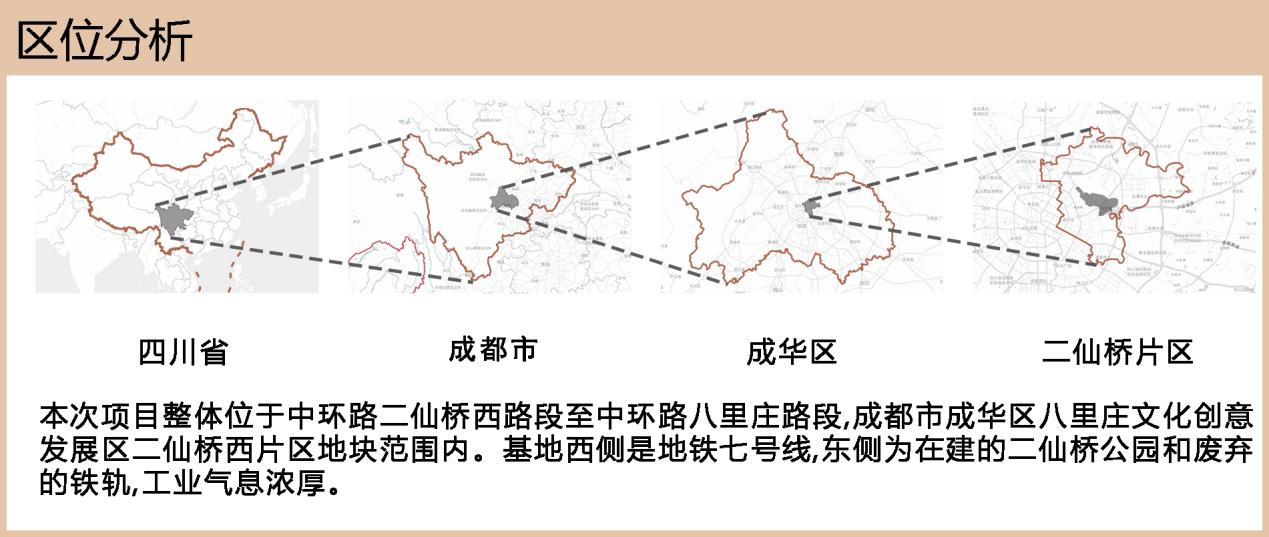 区位分析
四川省
成都市
成华区
二仙桥片区
本次项目整体位于中环路二仙桥西路段至中环路八里庄路段,成都市成华区八里庄文化创意
发展区二仙桥西片区地块范围内。基地西侧是地铁七号线,东侧为在建的二仙桥公园和废弃
的铁轨,工业气息浓厚。